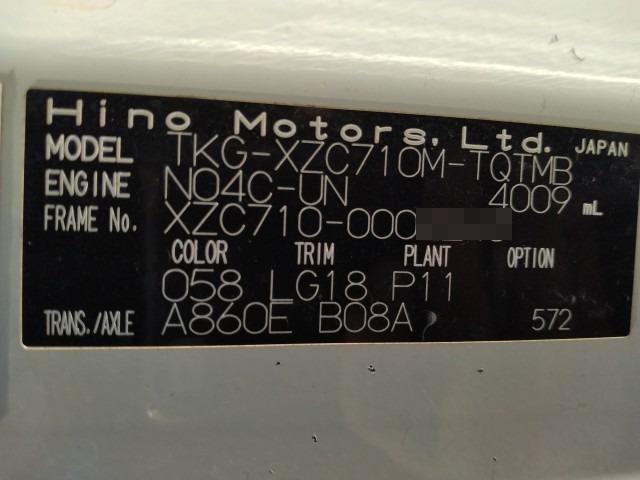 Hino Motors, Ltd. JAPAN
MODEL TKG-XZC710M-TQTMB
ENGINE N04C-UN 4009 mL
FRAME No. XZC710-000
COLOR TRIM PLANT OPTION
058 LG18 P11
TRANS./AXLE A860E B08A 572